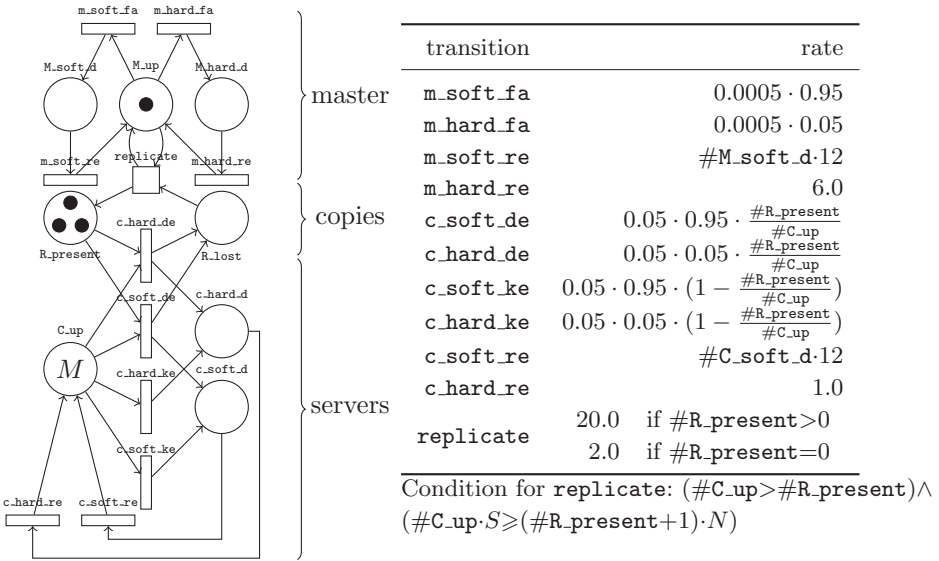 m_soft_fa m_hard_fa
M_soft_d M_up M_hard_d
master
m_soft_re replicate m_hard_re
copies
c_hard_de
R_present R_lost
c_soft_de c_hard_d
C_up
M
c_hard_ke c_soft_d
servers
c_soft_ke
c_hard_re c_soft_re
transition rate
m_soft_fa 0.0005 · 0.95
m_hard_fa 0.0005 · 0.05
m_soft_re #M_soft_d·12
m_hard_re 6.0
c_soft_de 0.05 · 0.95 · #R_present/#C_up
c_hard_de 0.05 · 0.05 · #R_present/#C_up
c_soft_ke 0.05 · 0.95 · (1 − #R_present/#C_up)
c_hard_ke 0.05 · 0.05 · (1 − #R_present/#C_up)
c_soft_re #C_soft_d·12
c_hard_re 1.0
replicate 20.0 if #R_present>0
2.0 if #R_present=0
Condition for replicate: (#C_up>#R_present)∧
(#C_up·S⩾(#R_present+1)·N)